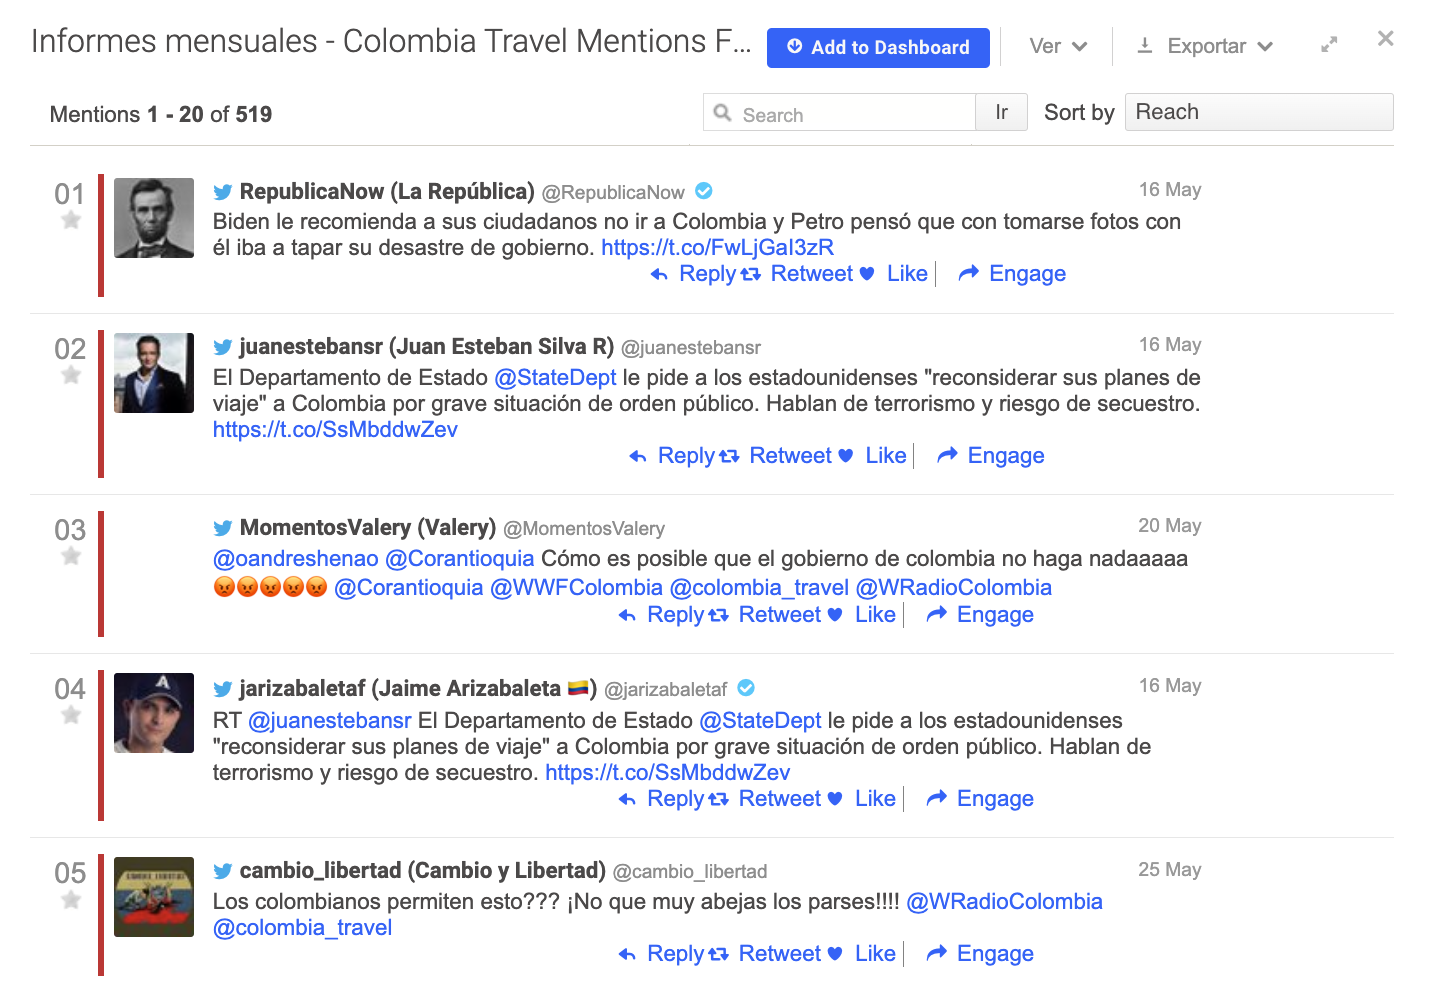 Informes mensuales - Colombia Travel Mentions F...
Add to Dashboard
Ver
Exportar
Mentions 1 - 20 of 519
Search
Ir
Sort by
Reach
01
RepublicaNow (La República) @RepublicaNow
16 May
Biden le recomienda a sus ciudadanos no ir a Colombia y Petro pensó que con tomarse fotos con
él iba a tapar su desastre de gobierno. https://t.co/FwLjGaI3zR
Reply Retweet Like Engage
02
juanestebansr (Juan Esteban Silva R) @juanestebansr
16 May
El Departamento de Estado @StateDept le pide a los estadounidenses "reconsiderar sus planes de
viaje" a Colombia por grave situación de orden público. Hablan de terrorismo y riesgo de secuestro.
https://t.co/SsMbddwZev
Reply Retweet Like Engage
03
MomentosValery (Valery) @MomentosValery
20 May
@oandreshenao @Corantioquia Cómo es posible que el gobierno de colombia no haga nadaaaaa
😡😡😡😡😡 @Corantioquia @WWFColombia @colombia_travel @WRadioColombia
Reply Retweet Like Engage
04
jarizabaletaf (Jaime Arizabaleta 🇨🇴) @jarizabaletaf
16 May
RT @juanestebansr El Departamento de Estado @StateDept le pide a los estadounidenses
"reconsiderar sus planes de viaje" a Colombia por grave situación de orden público. Hablan de
terrorismo y riesgo de secuestro. https://t.co/SsMbddwZev
Reply Retweet Like Engage
05
cambio_libertad (Cambio y Libertad) @cambio_libertad
25 May
Los colombianos permiten esto??? ¡No que muy abejas los parses!!!! @WRadioColombia
@colombia_travel
Reply Retweet Like Engage